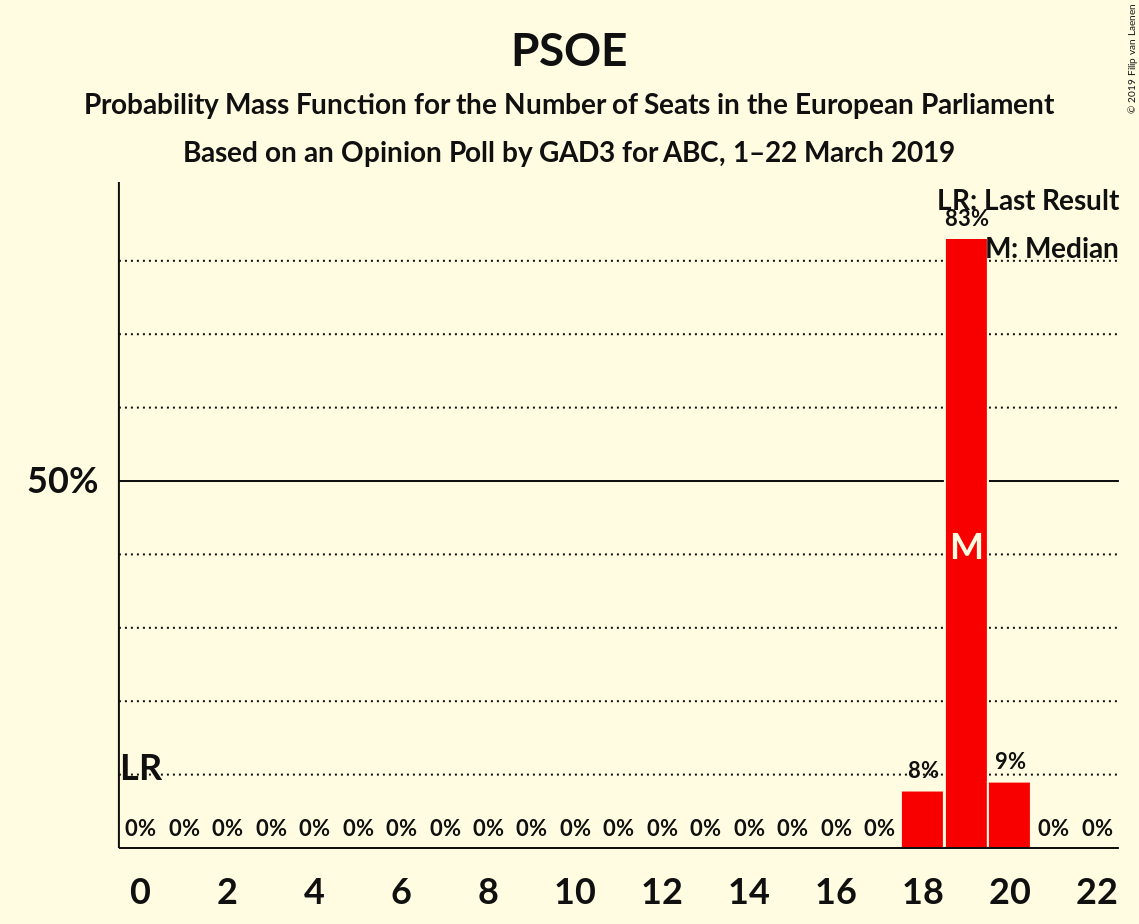 PSOE
Probability Mass Function for the Number of Seats in the European Parliament
Based on an Opinion Poll by GAD3 for ABC, 1–22 March 2019
© 2019 Filip van Laenen
LR: Last Result
83%
M: Median
50%
M
LR
8%
9%
0% 0% 0% 0% 0% 0% 0% 0% 0% 0% 0% 0% 0% 0% 0% 0% 0% 0% 0% 0%
0 2 4 6 8 10 12 14 16 18 20 22